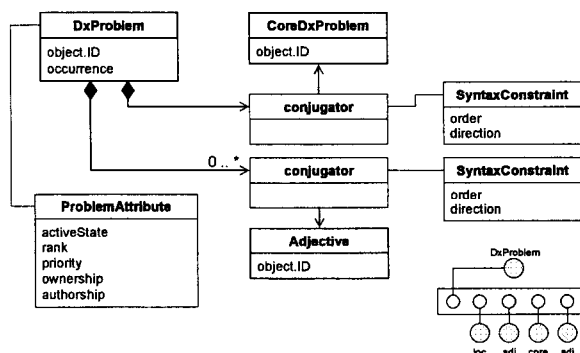 DxProblem
object.ID
occurrence
CoreDxProblem
object.ID
conjugator
SyntaxConstraint
order
direction
0 .. *
conjugator
SyntaxConstraint
order
direction
ProblemAttribute
activeState
rank
priority
ownership
authorship
Adjective
object.ID
DxProblem
loc adj core adj